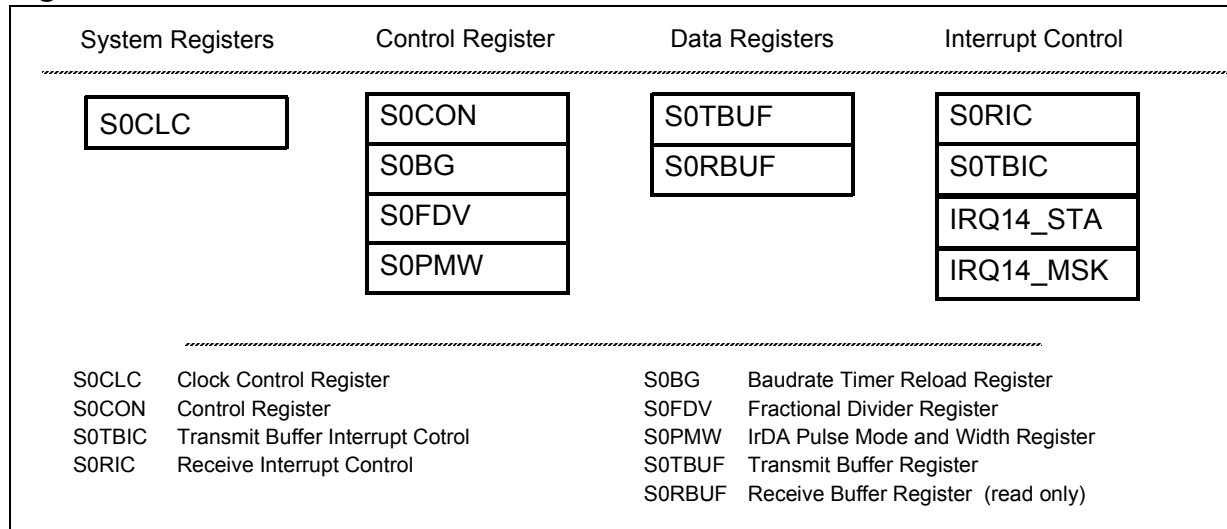 System Registers Control Register Data Registers Interrupt Control
S0CLC S0CON S0TBUF S0RIC
S0BG S0RBUF S0TBIC
S0FDV IRQ14_STA
S0PMW IRQ14_MSK
S0CLC Clock Control Register
S0CON Control Register
S0TBIC Transmit Buffer Interrupt Cotrol
S0RIC Receive Interrupt Control
S0BG Baudrate Timer Reload Register
S0FDV Fractional Divider Register
S0PMW IrDA Pulse Mode and Width Register
S0TBUF Transmit Buffer Register
S0RBUF Receive Buffer Register (read only)